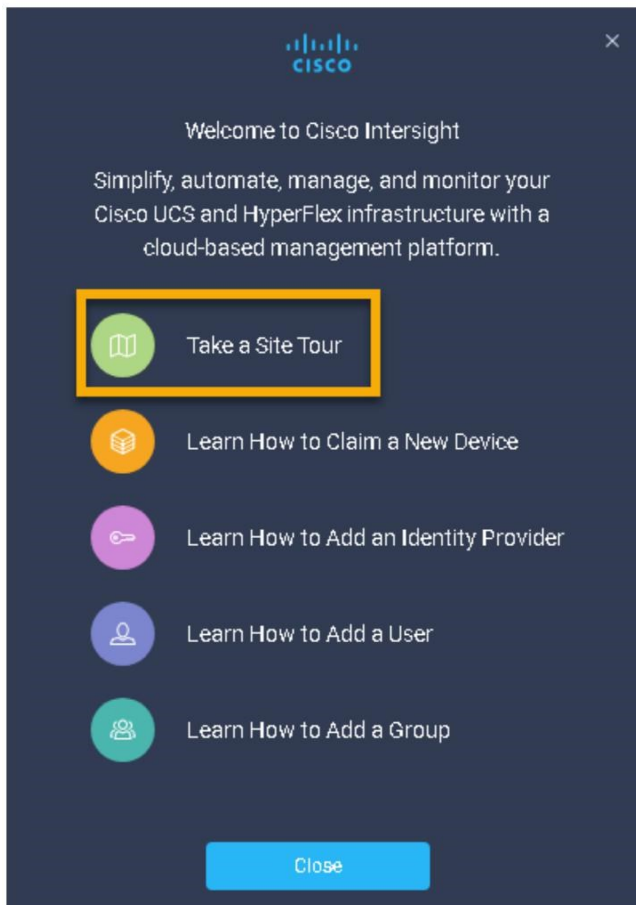 CISCO
Welcome to Cisco Intersight
Simplify, automate, manage, and monitor your
Cisco UCS and HyperFlex infrastructure with a
cloud-based management platform.
Take a Site Tour
Learn How to Claim a New Device
Learn How to Add an Identity Provider
Learn How to Add a User
Learn How to Add a Group
Close